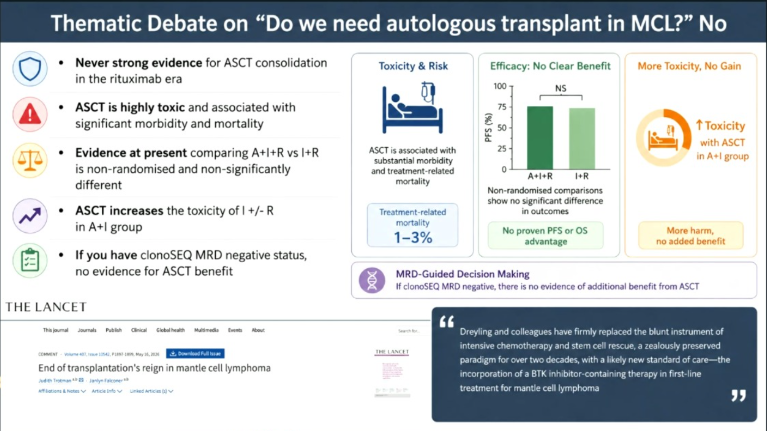 Thematic Debate on “Do we need autologous transplant in MCL?” No
Never strong evidence for ASCT consolidation
in the rituximab era
ASCT is highly toxic and associated with
significant morbidity and mortality
Evidence at present comparing A+I+R vs I+R
is non-randomised and non-significantly
different
ASCT increases the toxicity of I +/- R
in A+I group
If you have clonoSEQ MRD negative status,
no evidence for ASCT benefit
Toxicity & Risk
ASCT is associated with
substantial morbidity
and treatment-related
mortality
Treatment-related
mortality
1–3%
Efficacy: No Clear Benefit
PFS (%)
100
75
50
25
0
NS
A+I+R
I+R
Non-randomised comparisons
show no significant difference
in outcomes
No proven PFS or OS
advantage
More Toxicity, No Gain
↑ Toxicity
with ASCT
in A+I group
More harm,
no added benefit
MRD-Guided Decision Making
If clonoSEQ MRD negative, there is no evidence of additional benefit from ASCT
THE LANCET
This journal Journals Publish Clinical Global health Multimedia Events About
Search for...
COMMENT
Download Full Issue
End of transplantation's reign in mantle cell lymphoma
Judith Trotman
Affiliations & Notes Article Info Linked Articles
THE LANCET
“ Dreyling and colleagues have firmly replaced the blunt instrument of
intensive chemotherapy and stem cell rescue, a zealously preserved
paradigm for over two decades, with a likely new standard of care—the
incorporation of a BTK inhibitor-containing therapy in first-line
treatment for mantle cell lymphoma ”